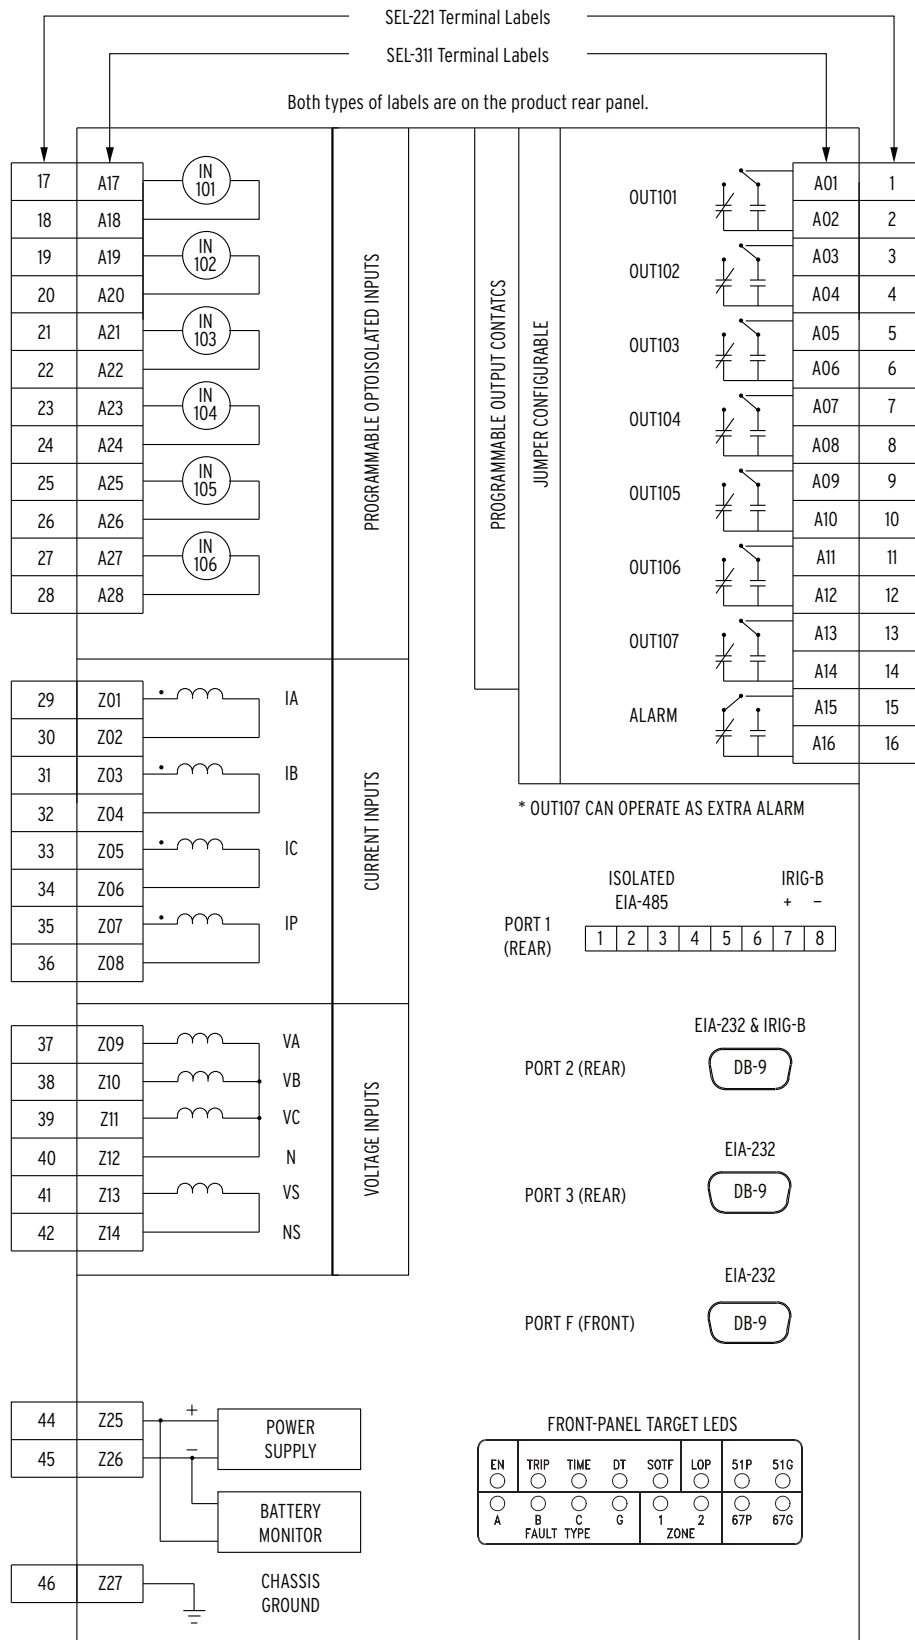 SEL-221 Terminal Labels
SEL-311 Terminal Labels
Both types of labels are on the product rear panel.
17 A17 IN 101
18 A18
19 A19 IN 102
20 A20
21 A21 IN 103
22 A22
23 A23 IN 104
24 A24
25 A25 IN 105
26 A26
27 A27 IN 106
28 A28
PROGRAMMABLE OPTOISOLATED INPUTS
29 Z01 IA
30 Z02
31 Z03 IB
32 Z04
33 Z05 IC
34 Z06
35 Z07 IP
36 Z08
CURRENT INPUTS
37 Z09 VA
38 Z10 VB
39 Z11 VC
40 Z12 N
41 Z13 VS
42 Z14 NS
VOLTAGE INPUTS
44 Z25 +
45 Z26 −
POWER
SUPPLY
BATTERY
MONITOR
46 Z27
CHASSIS
GROUND
PROGRAMMABLE OUTPUT CONTATCS
JUMPER CONFIGURABLE
OUT101 A01 1
A02 2
OUT102 A03 3
A04 4
OUT103 A05 5
A06 6
OUT104 A07 7
A08 8
OUT105 A09 9
A10 10
OUT106 A11 11
A12 12
OUT107 A13 13
A14 14
ALARM A15 15
A16 16
* OUT107 CAN OPERATE AS EXTRA ALARM
ISOLATED
EIA-485
IRIG-B
+ −
PORT 1
(REAR)
1 2 3 4 5 6 7 8
EIA-232 & IRIG-B
PORT 2 (REAR) DB-9
EIA-232
PORT 3 (REAR) DB-9
EIA-232
PORT F (FRONT) DB-9
FRONT-PANEL TARGET LEDS
EN TRIP TIME DT SOTF LOP 51P 51G
A B C G 1 2 67P 67G
FAULT TYPE ZONE